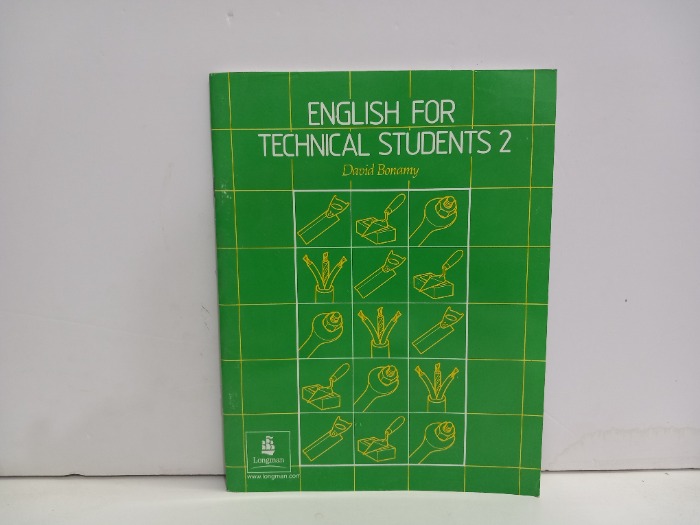 ENGLISH FOR
TECHNICAL STUDENTS 2
David Bonamy
Longman
www.longman.com